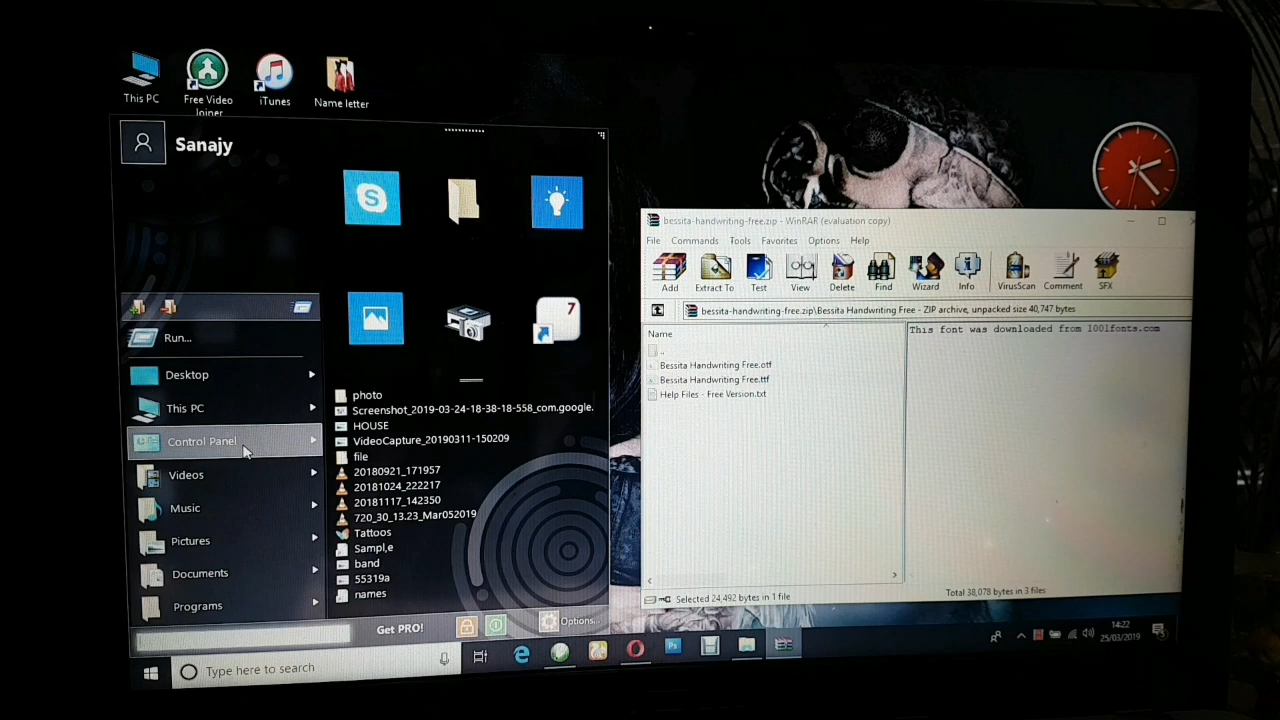 This PC
Free Video Joiner
iTunes
Name letter
Sanajy
S
7
Run...
Desktop
This PC
Control Panel
Videos
Music
Pictures
Documents
Programs
photo
Screenshot_2019-03-24-18-38-18-558_com.google.
HOUSE
VideoCapture_20190311-150209
file
20180921_171957
20181024_222217
20181117_142350
720_30_13.23_Mar052019
Tattoos
Sampl,e
band
55319a
names
Get PRO!
Options...
Type here to search
bessita-handwriting-free.zip - WinRAR (evaluation copy)
File Commands Tools Favorites Options Help
Add Extract To Test View Delete Find Wizard Info VirusScan Comment SFX
bessita-handwriting-free.zip\Bessita Handwriting Free - ZIP archive, unpacked size 40,747 bytes
Name
..
Bessita Handwriting Free.otf
Bessita Handwriting Free.ttf
Help Files - Free Version.txt
This font was downloaded from 1001fonts.com
Selected 24,492 bytes in 1 file
Total 38,078 bytes in 3 files
Ps
14:22
25/03/2019